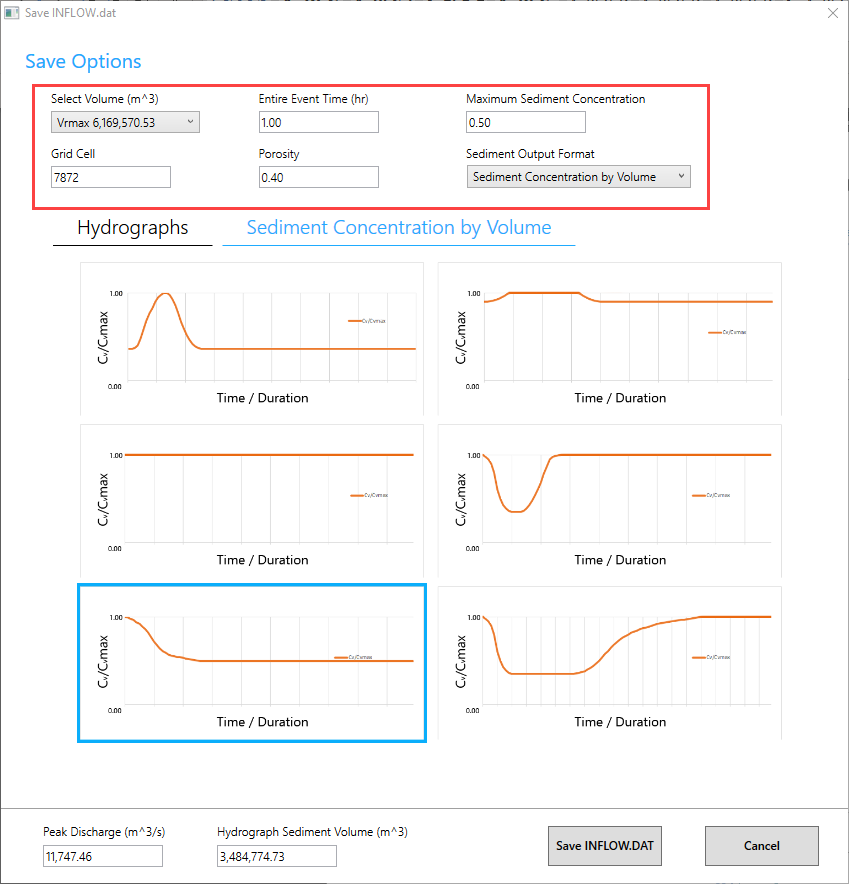 Save INFLOW.dat
Save Options
Select Volume (m^3)
Entire Event Time (hr)
Maximum Sediment Concentration
Vrmax 6,169,570.53
1.00
0.50
Grid Cell
Porosity
Sediment Output Format
7872
0.40
Sediment Concentration by Volume
Hydrographs
Sediment Concentration by Volume
1.00
Cv/Cvmax
Cv/Cvmax
0.00
Time / Duration
1.00
Cv/Cvmax
Cv/Cvmax
0.00
Time / Duration
1.00
Cv/Cvmax
Cv/Cvmax
0.00
Time / Duration
1.00
Cv/Cvmax
Cv/Cvmax
0.00
Time / Duration
1.00
Cv/Cvmax
Cv/Cvmax
0.00
Time / Duration
1.00
Cv/Cvmax
Cv/Cvmax
0.00
Time / Duration
Peak Discharge (m^3/s)
Hydrograph Sediment Volume (m^3)
11,747.46
3,484,774.73
Save INFLOW.DAT
Cancel